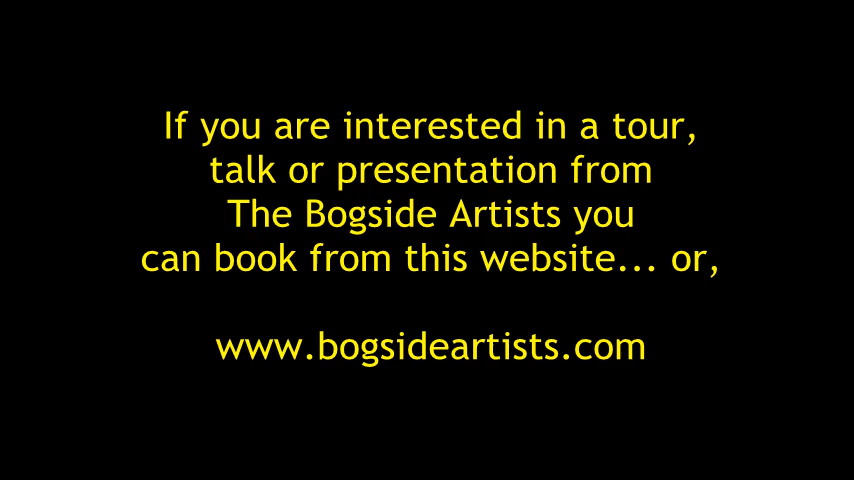 If you are interested in a tour,
talk or presentation from
The Bogside Artists you
can book from this website... or,
www.bogsideartists.com